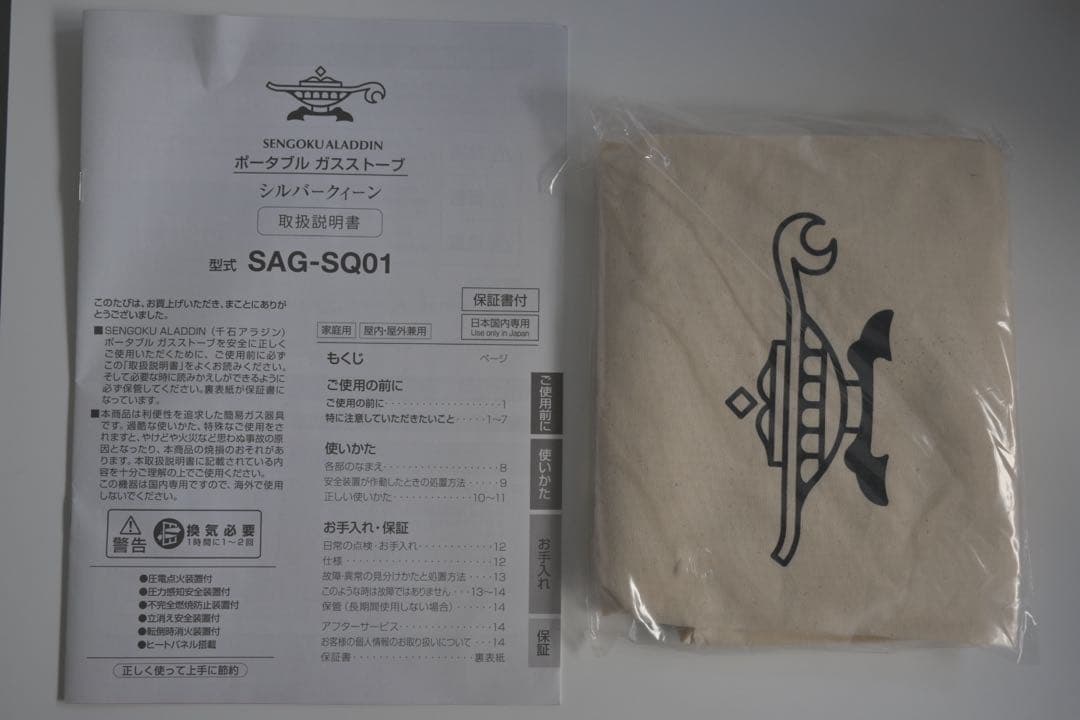 SENGOKU ALADDIN
ポータブル ガスストーブ
シルバークィーン
取扱説明書
型式 SAG-SQ01
このたびは、お買上げいただき、まことにありが
とうございました。
■SENGOKU ALADDIN（千石アラジン）
ポータブル ガスストーブを安全に正しく
ご使用いただくために、ご使用前に必ず
この「取扱説明書」をよくお読みください。
そして必要な時に読みかえしができるように
必ず保管してください。裏表紙が保証書に
なっています。
■本商品は利便性を追求した簡易ガス器具
です。過酷な使いかた、特殊なご使用をさ
れますと、やけどや火災など思わぬ事故の原
因となったり、本商品の焼損のおそれがあ
ります。本取扱説明書に記載されている内
容を十分ご理解の上でご使用ください。
この機器は国内専用ですので、海外で使用
しないでください。
警告
換気必要
1時間に1～2回
●圧電点火装置付
●圧力感知安全装置付
●不完全燃焼防止装置付
●立消え安全装置付
●転倒時消火装置付
●ヒートパネル搭載
正しく使って上手に節約
保証書付
家庭用 屋内・屋外兼用
日本国内専用
Use only in Japan
もくじ ページ
ご使用の前に
ご使用の前に・・・・・・・・・・・・・・・・・・1
特に注意していただきたいこと・・・・・・1～7
使いかた
各部のなまえ・・・・・・・・・・・・・・・・・・8
安全装置が作動したときの処置方法・・・・・9
正しい使いかた・・・・・・・・・・・・・10～11
お手入れ・保証
日常の点検・お手入れ・・・・・・・・・・・・12
仕様・・・・・・・・・・・・・・・・・・・・・・・12
故障・異常の見分けかたと処置方法・・・・13
このような時は故障ではありません・・・13～14
保管（長期間使用しない場合）・・・・・・14
アフターサービス・・・・・・・・・・・・・・・14
お客様の個人情報のお取り扱いについて・・・14
保証書・・・・・・・・・・・・・・・・・・・裏表紙
ご使用前に
使いかた
お手入れ
保証